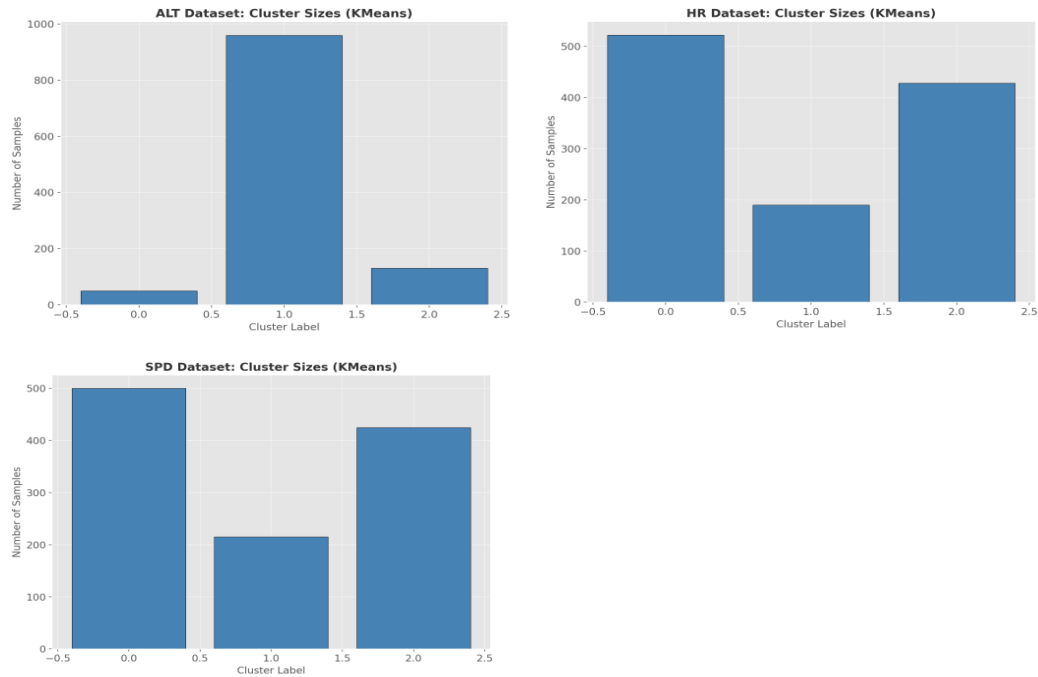 ALT Dataset: Cluster Sizes (KMeans)
1000
800
600
400
200
0
Number of Samples
−0.5 0.0 0.5 1.0 1.5 2.0 2.5
Cluster Label
HR Dataset: Cluster Sizes (KMeans)
500
400
300
200
100
0
Number of Samples
−0.5 0.0 0.5 1.0 1.5 2.0 2.5
Cluster Label
SPD Dataset: Cluster Sizes (KMeans)
500
400
300
200
100
0
Number of Samples
−0.5 0.0 0.5 1.0 1.5 2.0 2.5
Cluster Label